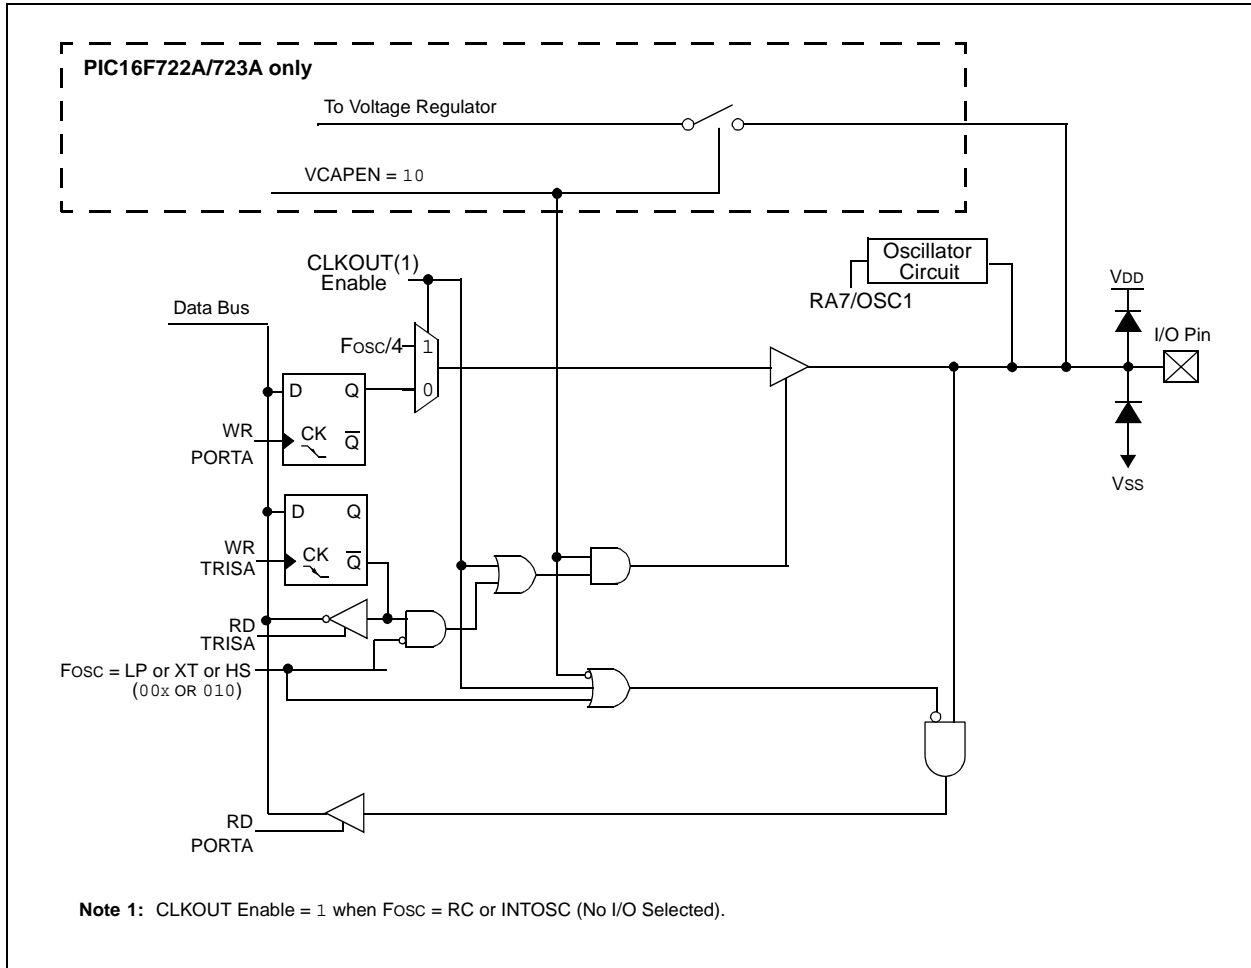 PIC16F722A/723A only
To Voltage Regulator
VCAPEN = 10
CLKOUT(1)
Enable
Oscillator
Circuit
RA7/OSC1
VDD
I/O Pin
VSS
Data Bus
FOSC/4
1
0
D Q
CK Q
WR
PORTA
D Q
CK Q
WR
TRISA
RD
TRISA
FOSC = LP or XT or HS
(00x OR 010)
RD
PORTA
Note 1: CLKOUT Enable = 1 when FOSC = RC or INTOSC (No I/O Selected).